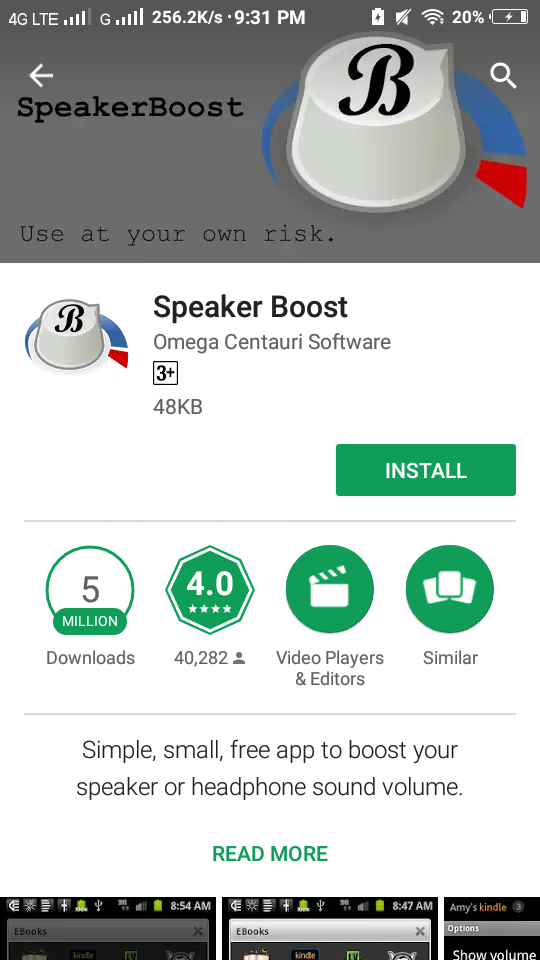 4G LTE G 256.2K/s 9:31 PM 20%
B
SpeakerBoost
Use at your own risk.
B
Speaker Boost
Omega Centauri Software
3+
48KB
INSTALL
5
MILLION
Downloads
4.0
40,282
Video Players
& Editors
Similar
Simple, small, free app to boost your
speaker or headphone sound volume.
READ MORE
8:54 AM
EBooks
kindle
8:47 AM
EBooks
kindle
Amy's kindle 3
Options
Show volume